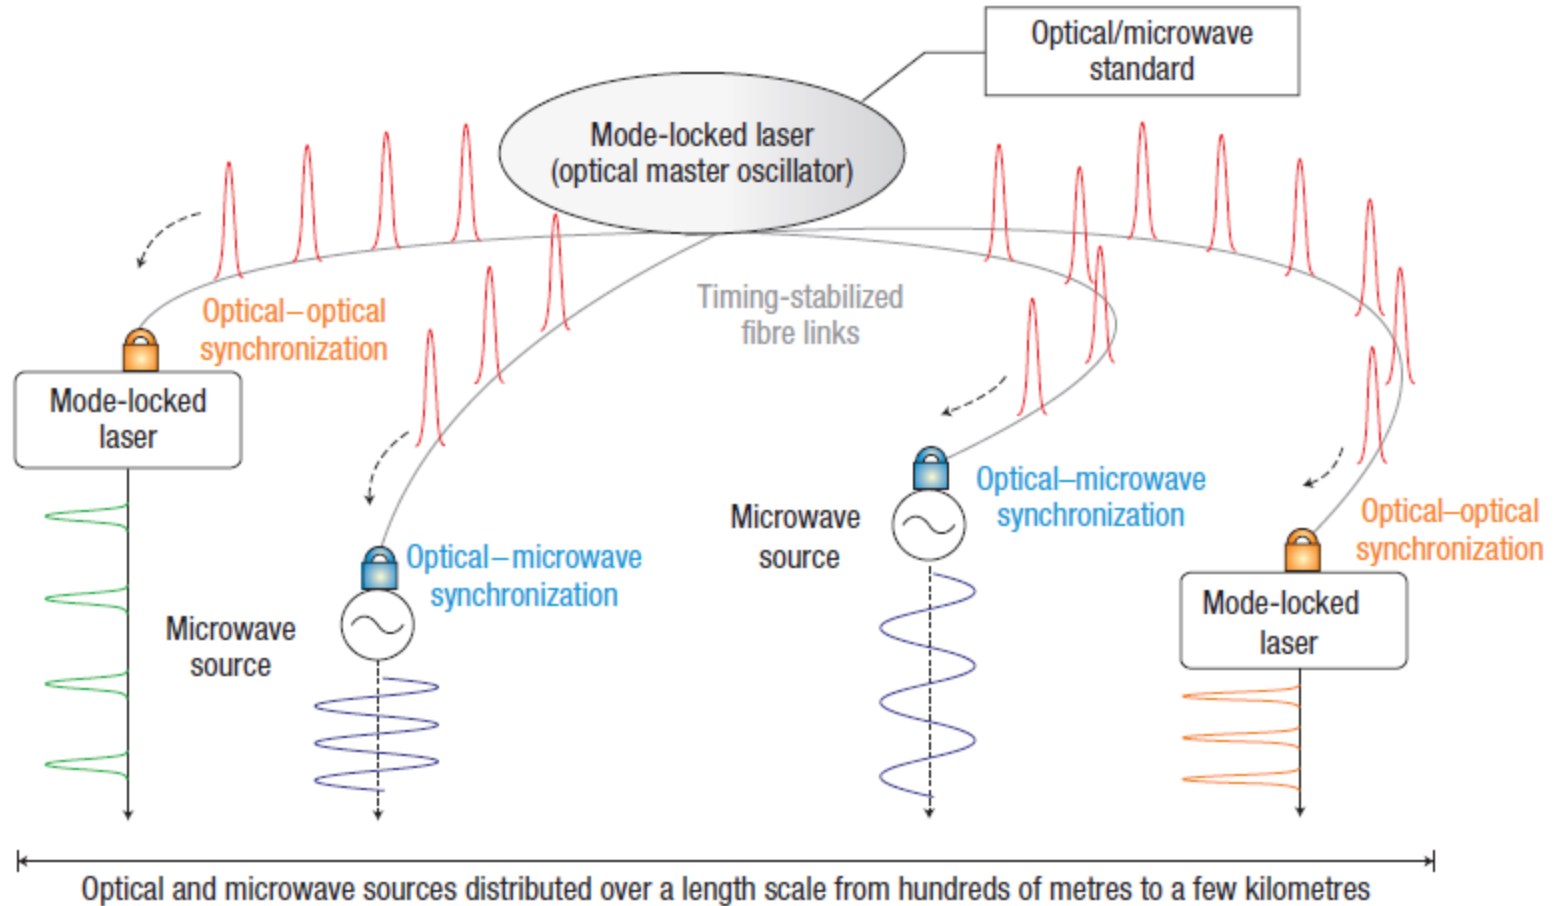 Optical/microwave
standard
Mode-locked laser
(optical master oscillator)
Timing-stabilized
fibre links
Optical–optical
synchronization
Mode-locked
laser
Optical–microwave
synchronization
Microwave
source
Optical–microwave
synchronization
Microwave
source
Optical–optical
synchronization
Mode-locked
laser
Optical and microwave sources distributed over a length scale from hundreds of metres to a few kilometres